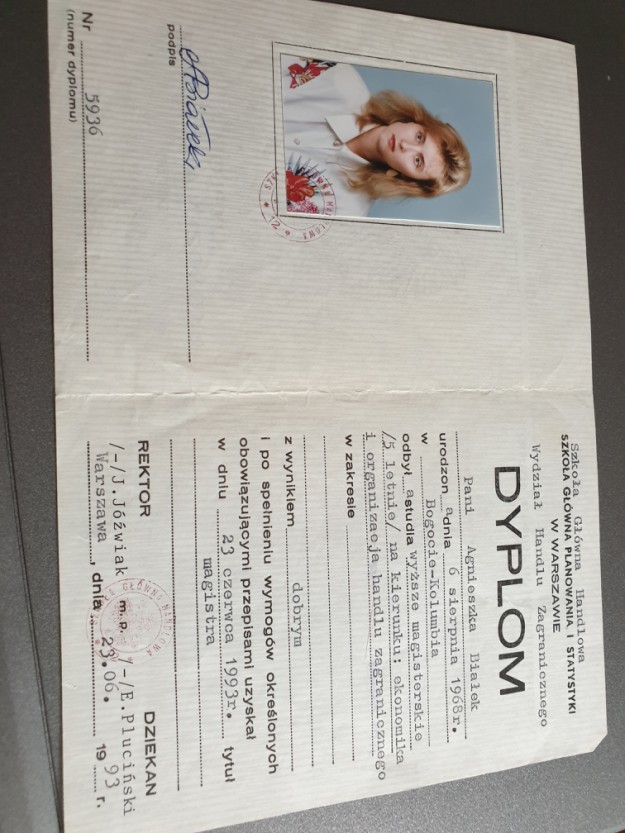 podpis
Nr 5936
(numer dyplomu)
Szkoła Główna Handlowa
SZKOŁA GŁÓWNA PLANOWANIA I STATYSTYKI
W WARSZAWIE
Wydział Handlu Zagranicznego
DYPLOM
Pani Agnieszka Białek
urodzona dnia 6 sierpnia 1968r.
w Bogocie-Kolumbia
odbyła studia wyższe magisterskie
/5 letnie/ na kierunku: ekonomika
i organizacja handlu zagranicznego
w zakresie
z wynikiem dobrym
i po spełnieniu wymogów określonych
obowiązującymi przepisami uzyskał
w dniu 23 czerwca 1993r. tytuł
magistra
REKTOR DZIEKAN
/-/J.Jóźwiak m.p. /-/E.Pluciński
Warszawa, dnia 23.06. 1993 r.